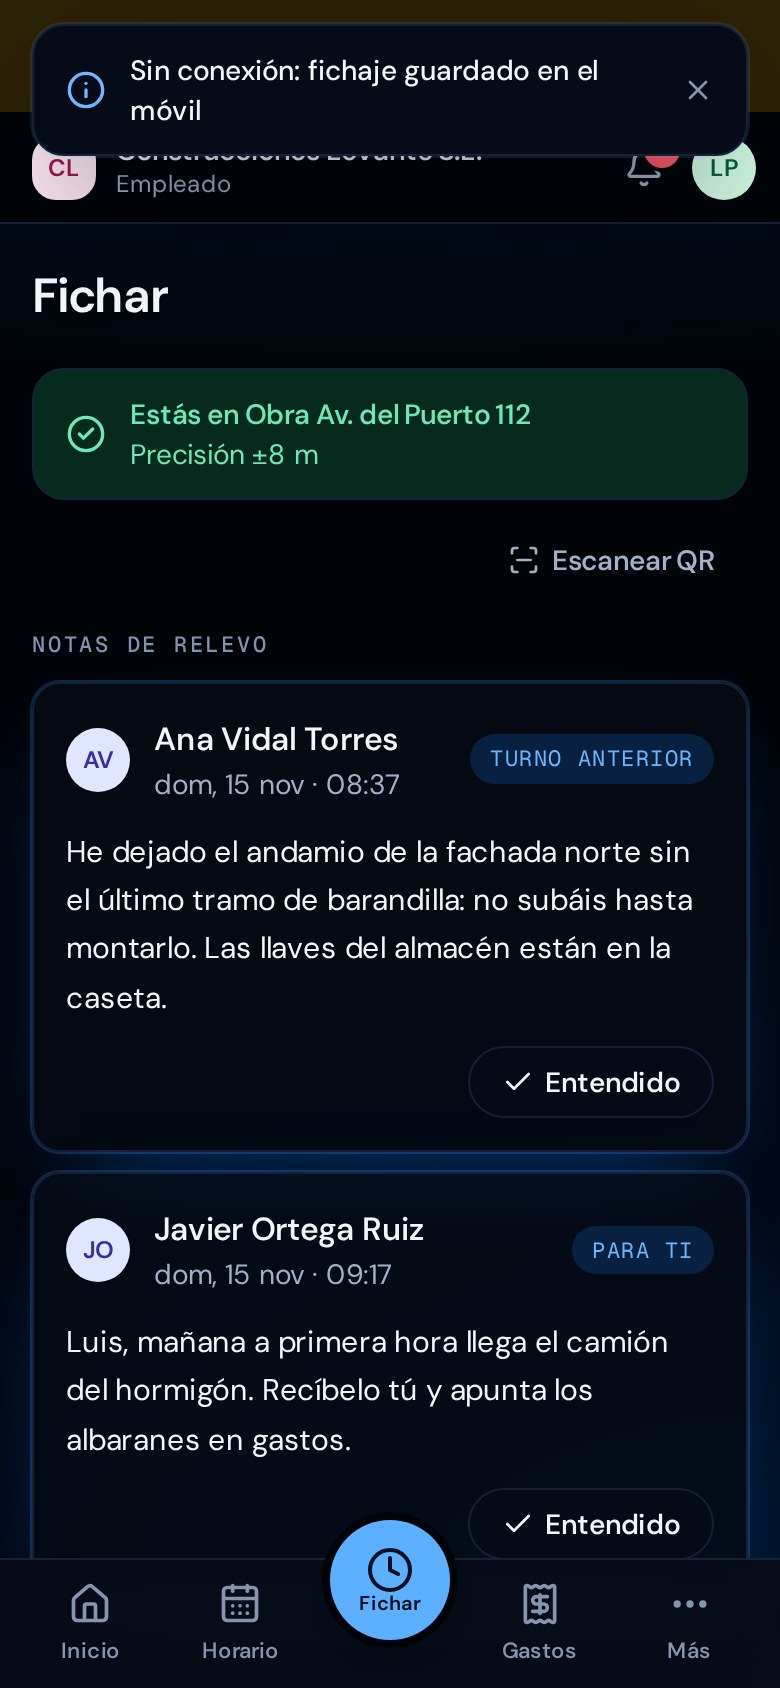 Sin conexión: fichaje guardado en el
móvil
CL
Construcciones Levante S.L.
Empleado
LP
Fichar
Estás en Obra Av. del Puerto 112
Precisión ±8 m
Escanear QR
NOTAS DE RELEVO
AV
Ana Vidal Torres
dom, 15 nov · 08:37
TURNO ANTERIOR
He dejado el andamio de la fachada norte sin
el último tramo de barandilla: no subáis hasta
montarlo. Las llaves del almacén están en la
caseta.
Entendido
JO
Javier Ortega Ruiz
dom, 15 nov · 09:17
PARA TI
Luis, mañana a primera hora llega el camión
del hormigón. Recíbelo tú y apunta los
albaranes en gastos.
Entendido
Inicio
Horario
Fichar
Gastos
Más